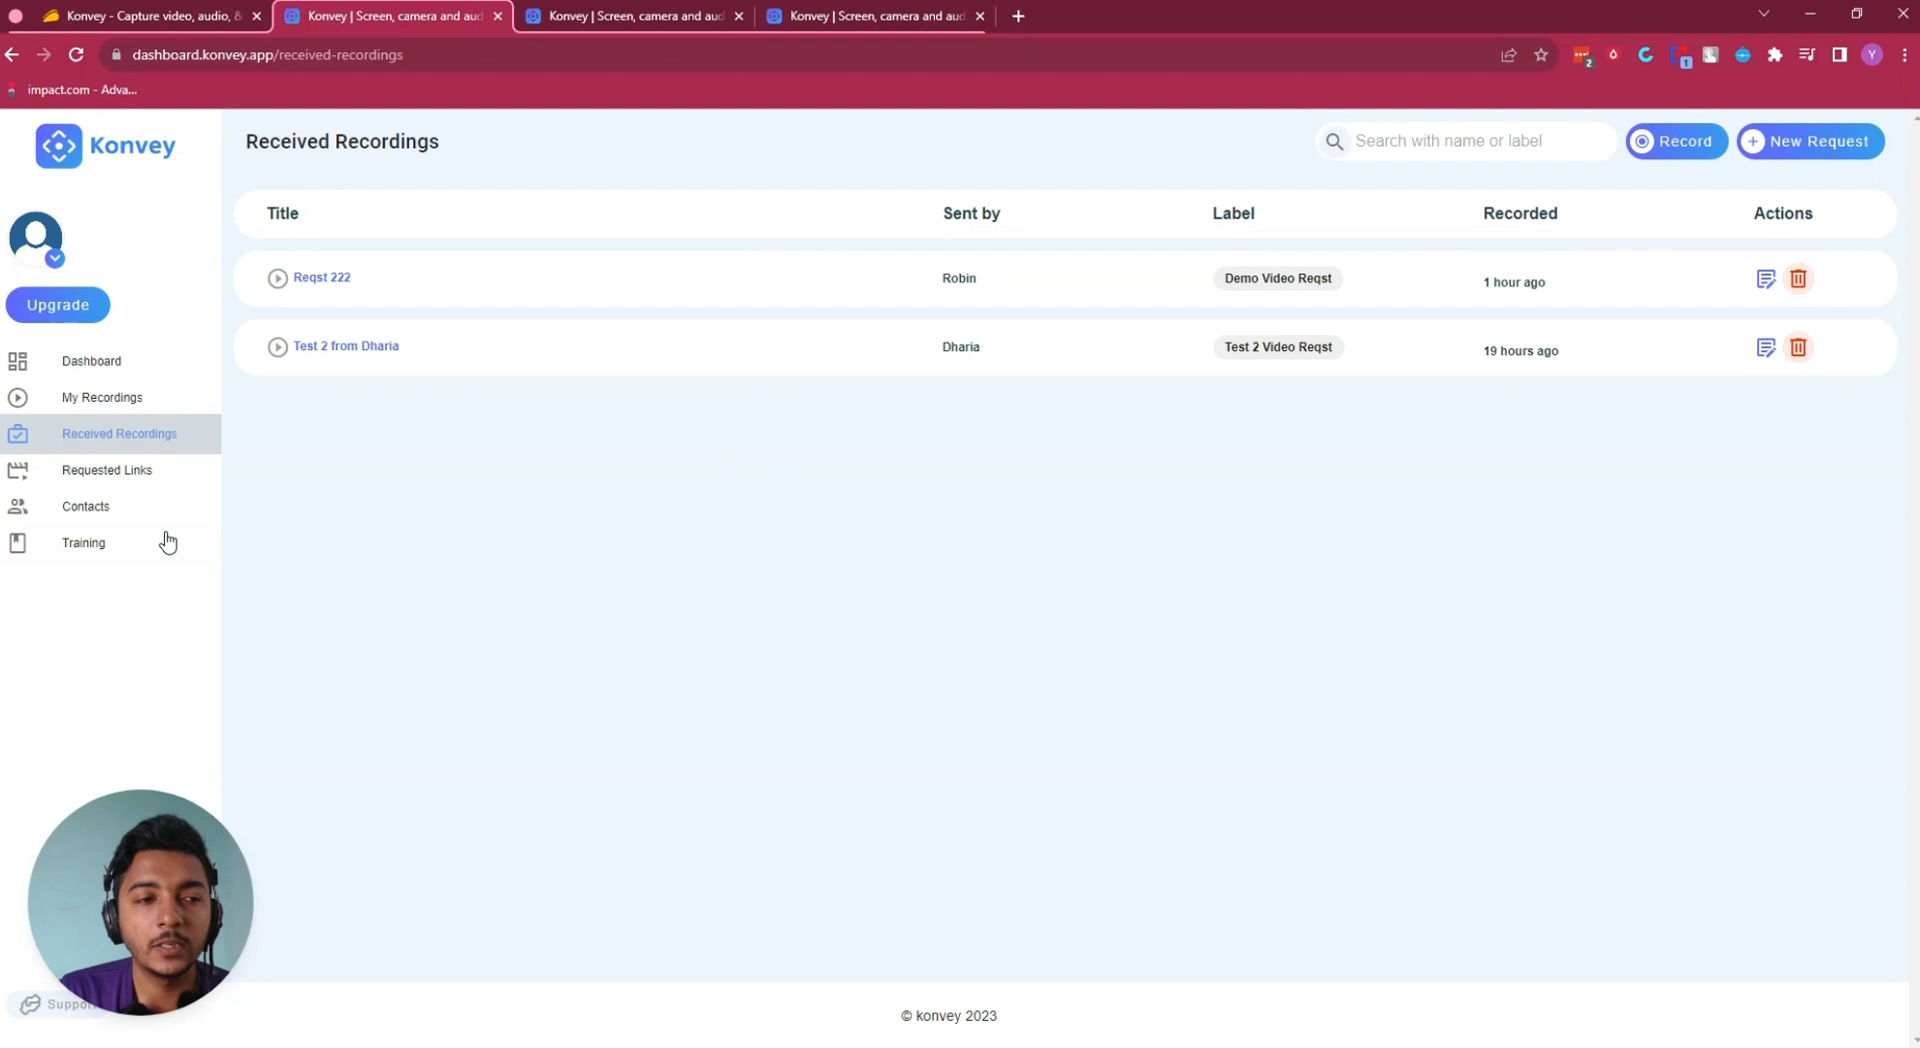 Konvey - Capture video, audio, &
Konvey | Screen, camera and aud
Konvey | Screen, camera and aud
Konvey | Screen, camera and aud
dashboard.konvey.app/received-recordings
2
1
Y
impact.com - Adva...
Konvey
Received Recordings
Search with name or label
Record
New Request
Title
Sent by
Label
Recorded
Actions
Reqst 222
Robin
Demo Video Reqst
1 hour ago
Test 2 from Dharia
Dharia
Test 2 Video Reqst
19 hours ago
Upgrade
Dashboard
My Recordings
Received Recordings
Requested Links
Contacts
Training
Support
© konvey 2023